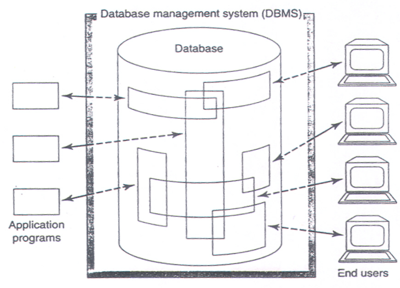 Database management system (DBMS)
Database
Application
programs
End users